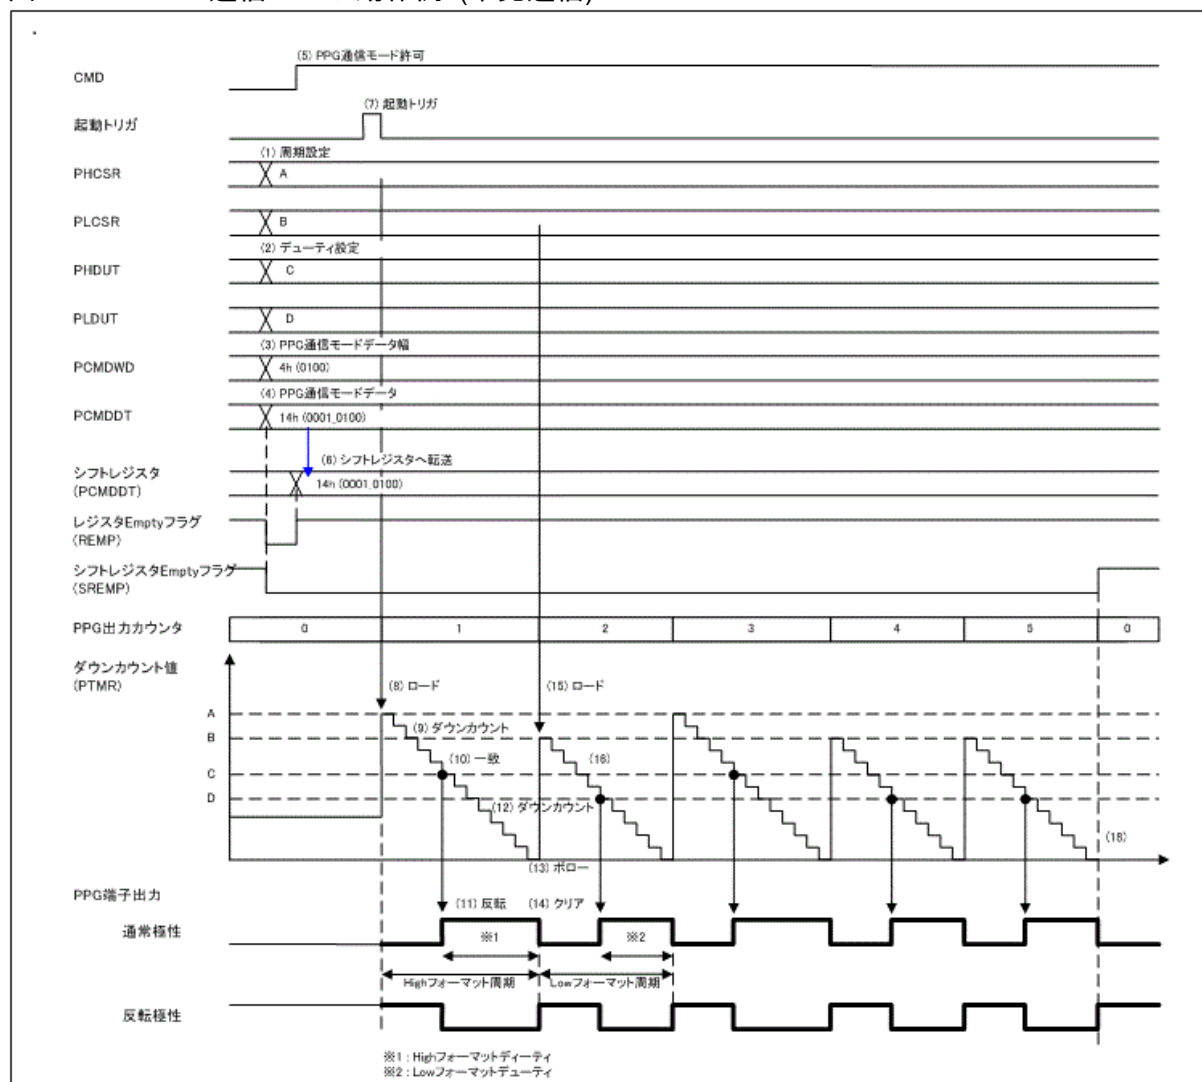 (5) PPG通信モード許可
CMD
(7) 起動トリガ
起動トリガ
(1) 周期設定
PHCSR A
PLCSR B
(2) デューティ設定
PHDUT C
PLDUT D
(3) PPG通信モードデータ幅
PCMDWD 4h (0100)
(4) PPG通信モードデータ
PCMDDT 14h (0001_0100)
(6) シフトレジスタへ転送
シフトレジスタ
(PCMDDT) 14h (0001_0100)
レジスタEmptyフラグ
(REMP)
シフトレジスタEmptyフラグ
(SREMP)
PPG出力カウンタ 0 1 2 3 4 5 0
ダウンカウント値
(PTMR)
(8) ロード (15) ロード
A
(9) ダウンカウント
B
(10) 一致 (16)
C
D
(12) ダウンカウント
(18)
(13) ボロー
PPG端子出力
(11) 反転 (14) クリア
通常極性
※1 ※2
Highフォーマット周期 Lowフォーマット周期
反転極性
※1 : Highフォーマットディーティ
※2 : Lowフォーマットデューティ